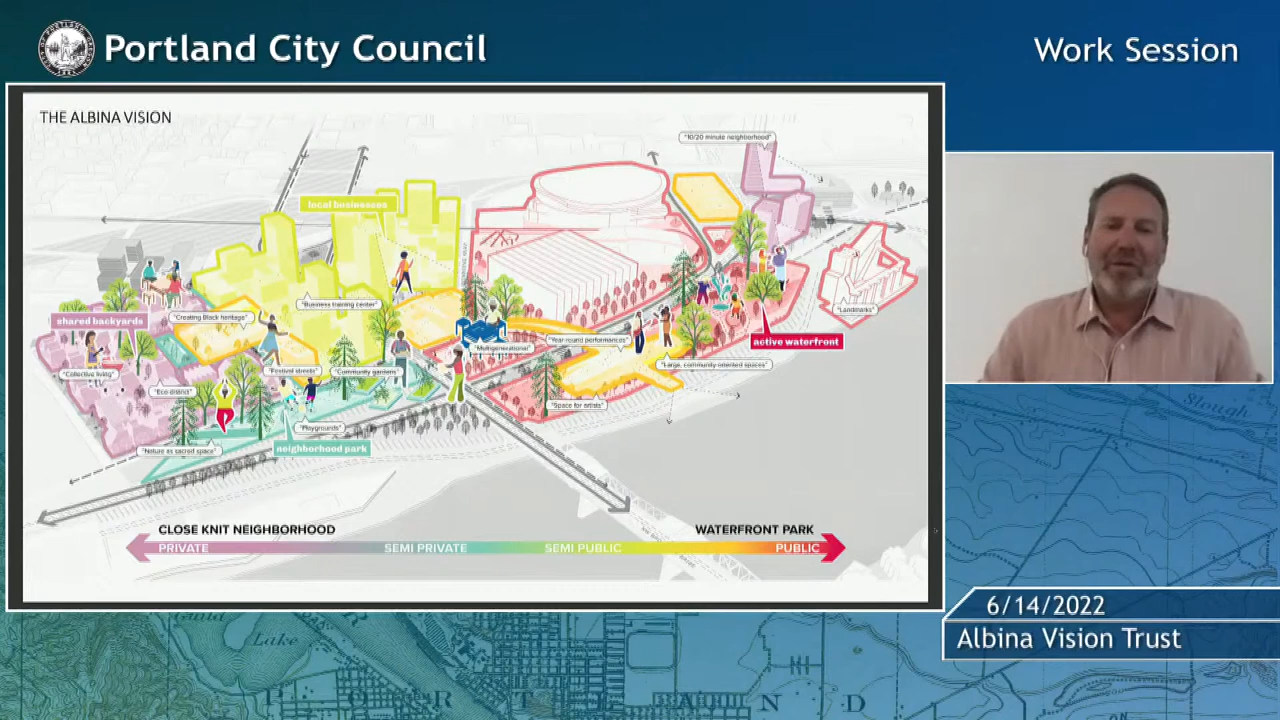 Portland City Council
Work Session
THE ALBINA VISION
"10/20 minute neighborhood"
local businesses
"Business training center"
"Creating Black heritage"
shared backyards
"Landmarks"
active waterfront
"Year-round performances"
"Multigenerational"
"Large, community-oriented spaces"
"Collective living"
"Festival streets"
"Community gardens"
"Eco district"
"Space for artists"
"Playgrounds"
neighborhood park
"Nature as sacred space"
CLOSE KNIT NEIGHBORHOOD
WATERFRONT PARK
PRIVATE
SEMI PRIVATE
SEMI PUBLIC
PUBLIC
Slough
6/14/2022
Albina Vision Trust
Guild
Lake
P O R T L A N D